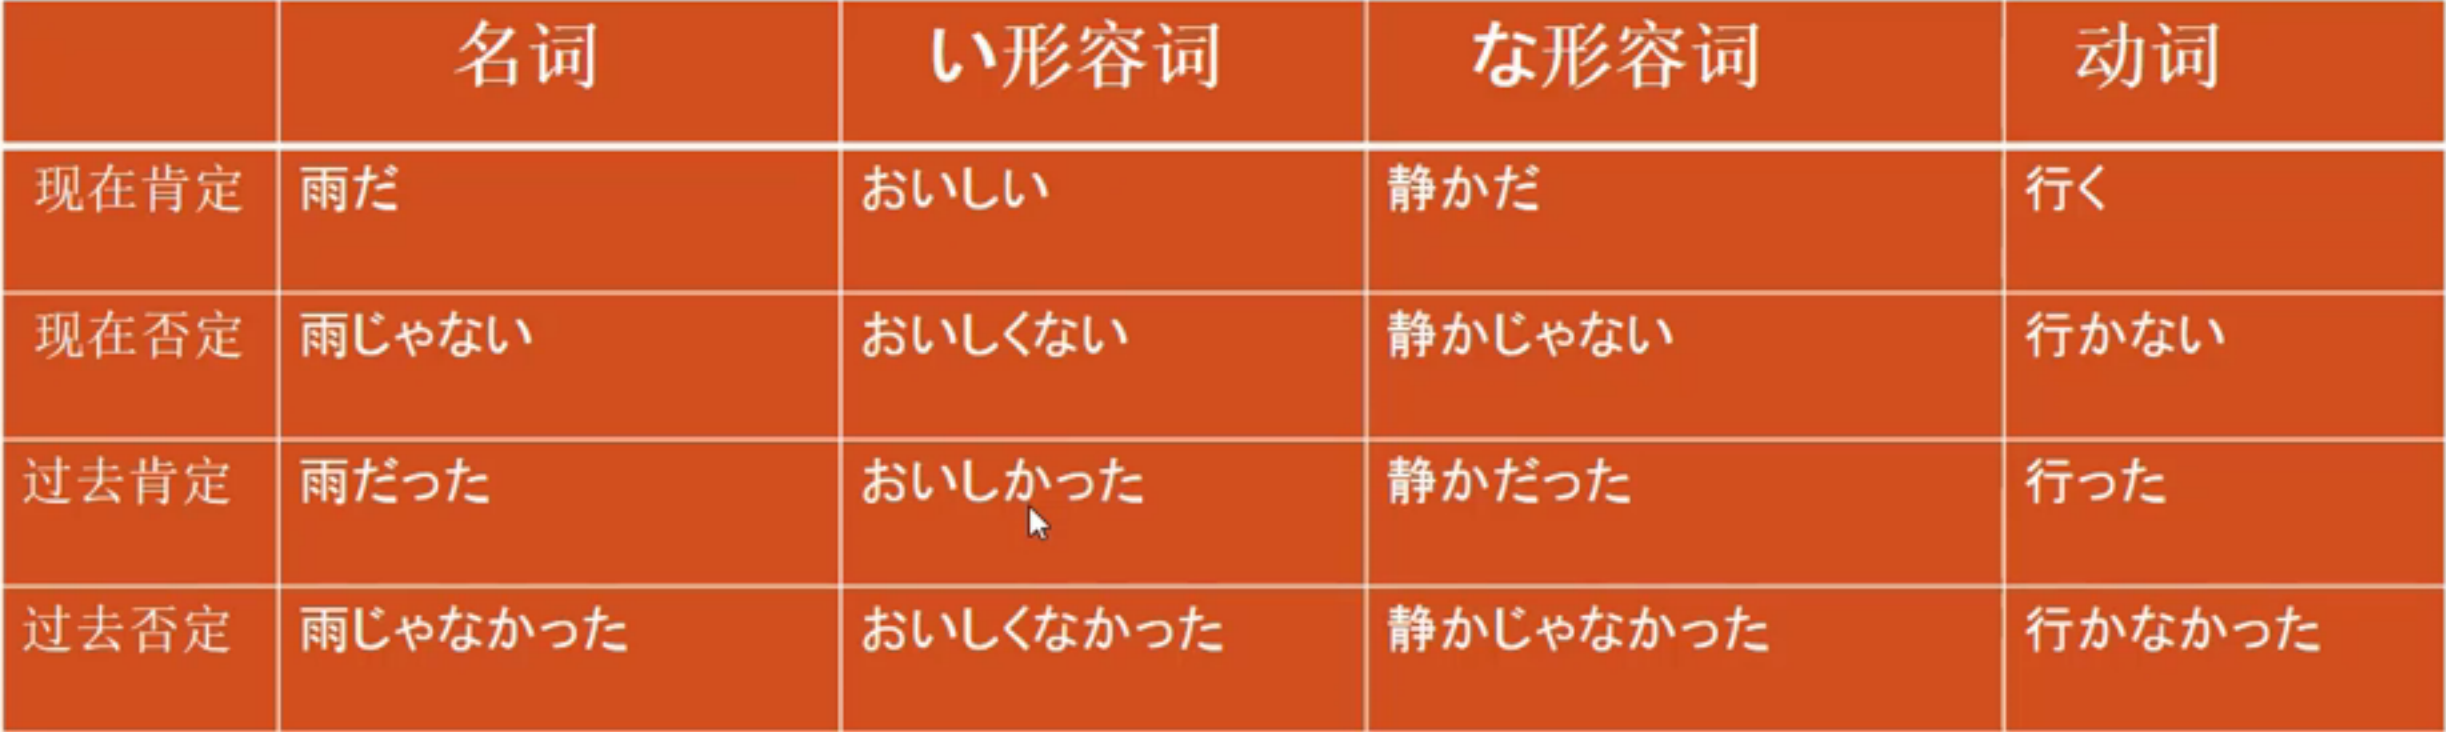 名词 い形容词 な形容词 动词
现在肯定 雨だ おいしい 静かだ 行く
现在否定 雨じゃない おいしくない 静かじゃない 行かない
过去肯定 雨だった おいしかった 静かだった 行った
过去否定 雨じゃなかった おいしくなかった 静かじゃなかった 行かなかった